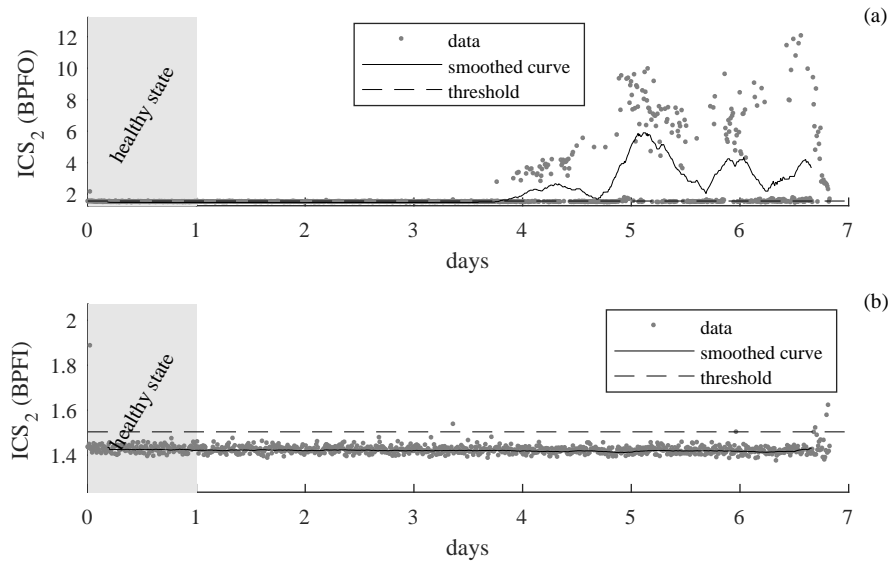 (a)
12
10
8
6
4
2
ICS2 (BPFO)
healthy state
data
smoothed curve
threshold
0 1 2 3 4 5 6 7
days
(b)
2
1.8
1.6
1.4
ICS2 (BPFI)
healthy state
data
smoothed curve
threshold
0 1 2 3 4 5 6 7
days